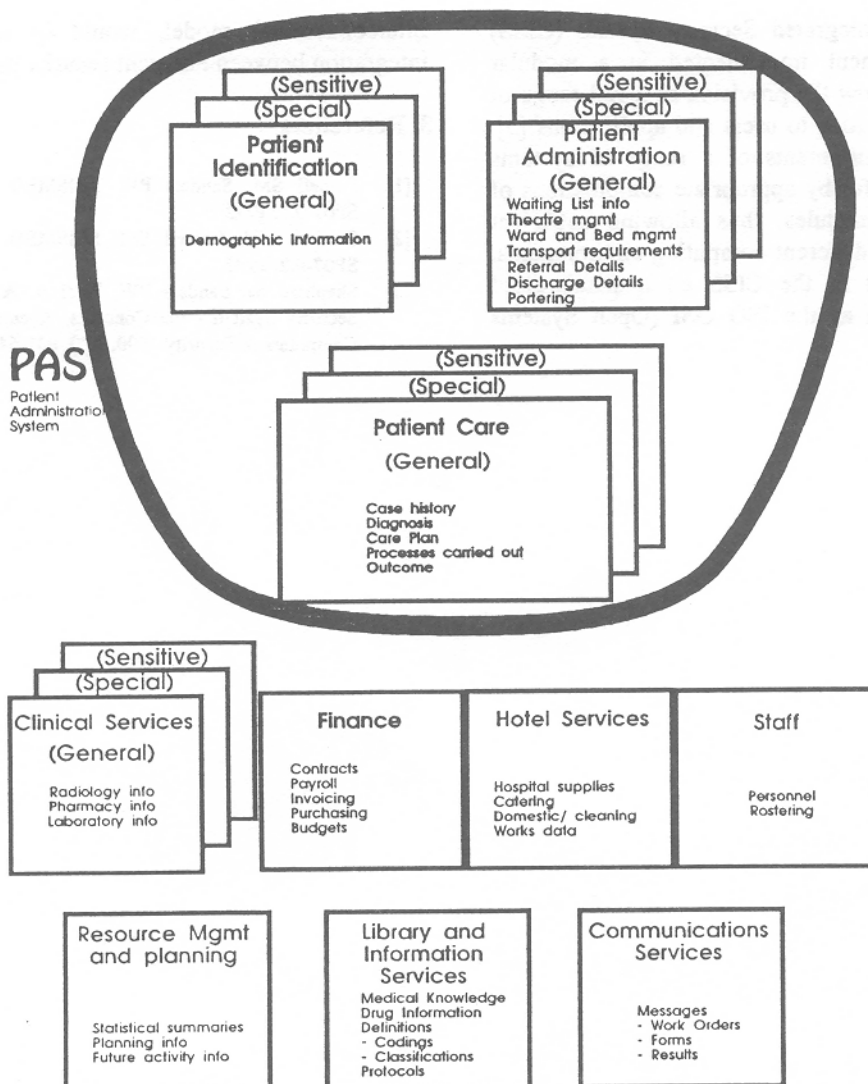 (Sensitive)
(Special)
Patient
Identification
(General)
Demographic Information
(Sensitive)
(Special)
Patient
Administration
(General)
Waiting List info
Theatre mgmt
Ward and Bed mgmt
Transport requirements
Referral Details
Discharge Details
Portering
PAS
Patient
Administration
System
(Sensitive)
(Special)
Patient Care
(General)
Case history
Diagnosis
Care Plan
Processes carried out
Outcome
(Sensitive)
(Special)
Clinical Services
(General)
Radiology info
Pharmacy info
Laboratory info
Finance
Contracts
Payroll
Invoicing
Purchasing
Budgets
Hotel Services
Hospital supplies
Catering
Domestic/ cleaning
Works data
Staff
Personnel
Rostering
Resource Mgmt
and planning
Statistical summaries
Planning info
Future activity info
Library and
Information
Services
Medical Knowledge
Drug Information
Definitions
- Codings
- Classifications
Protocols
Communications
Services
Messages
- Work Orders
- Forms
- Results